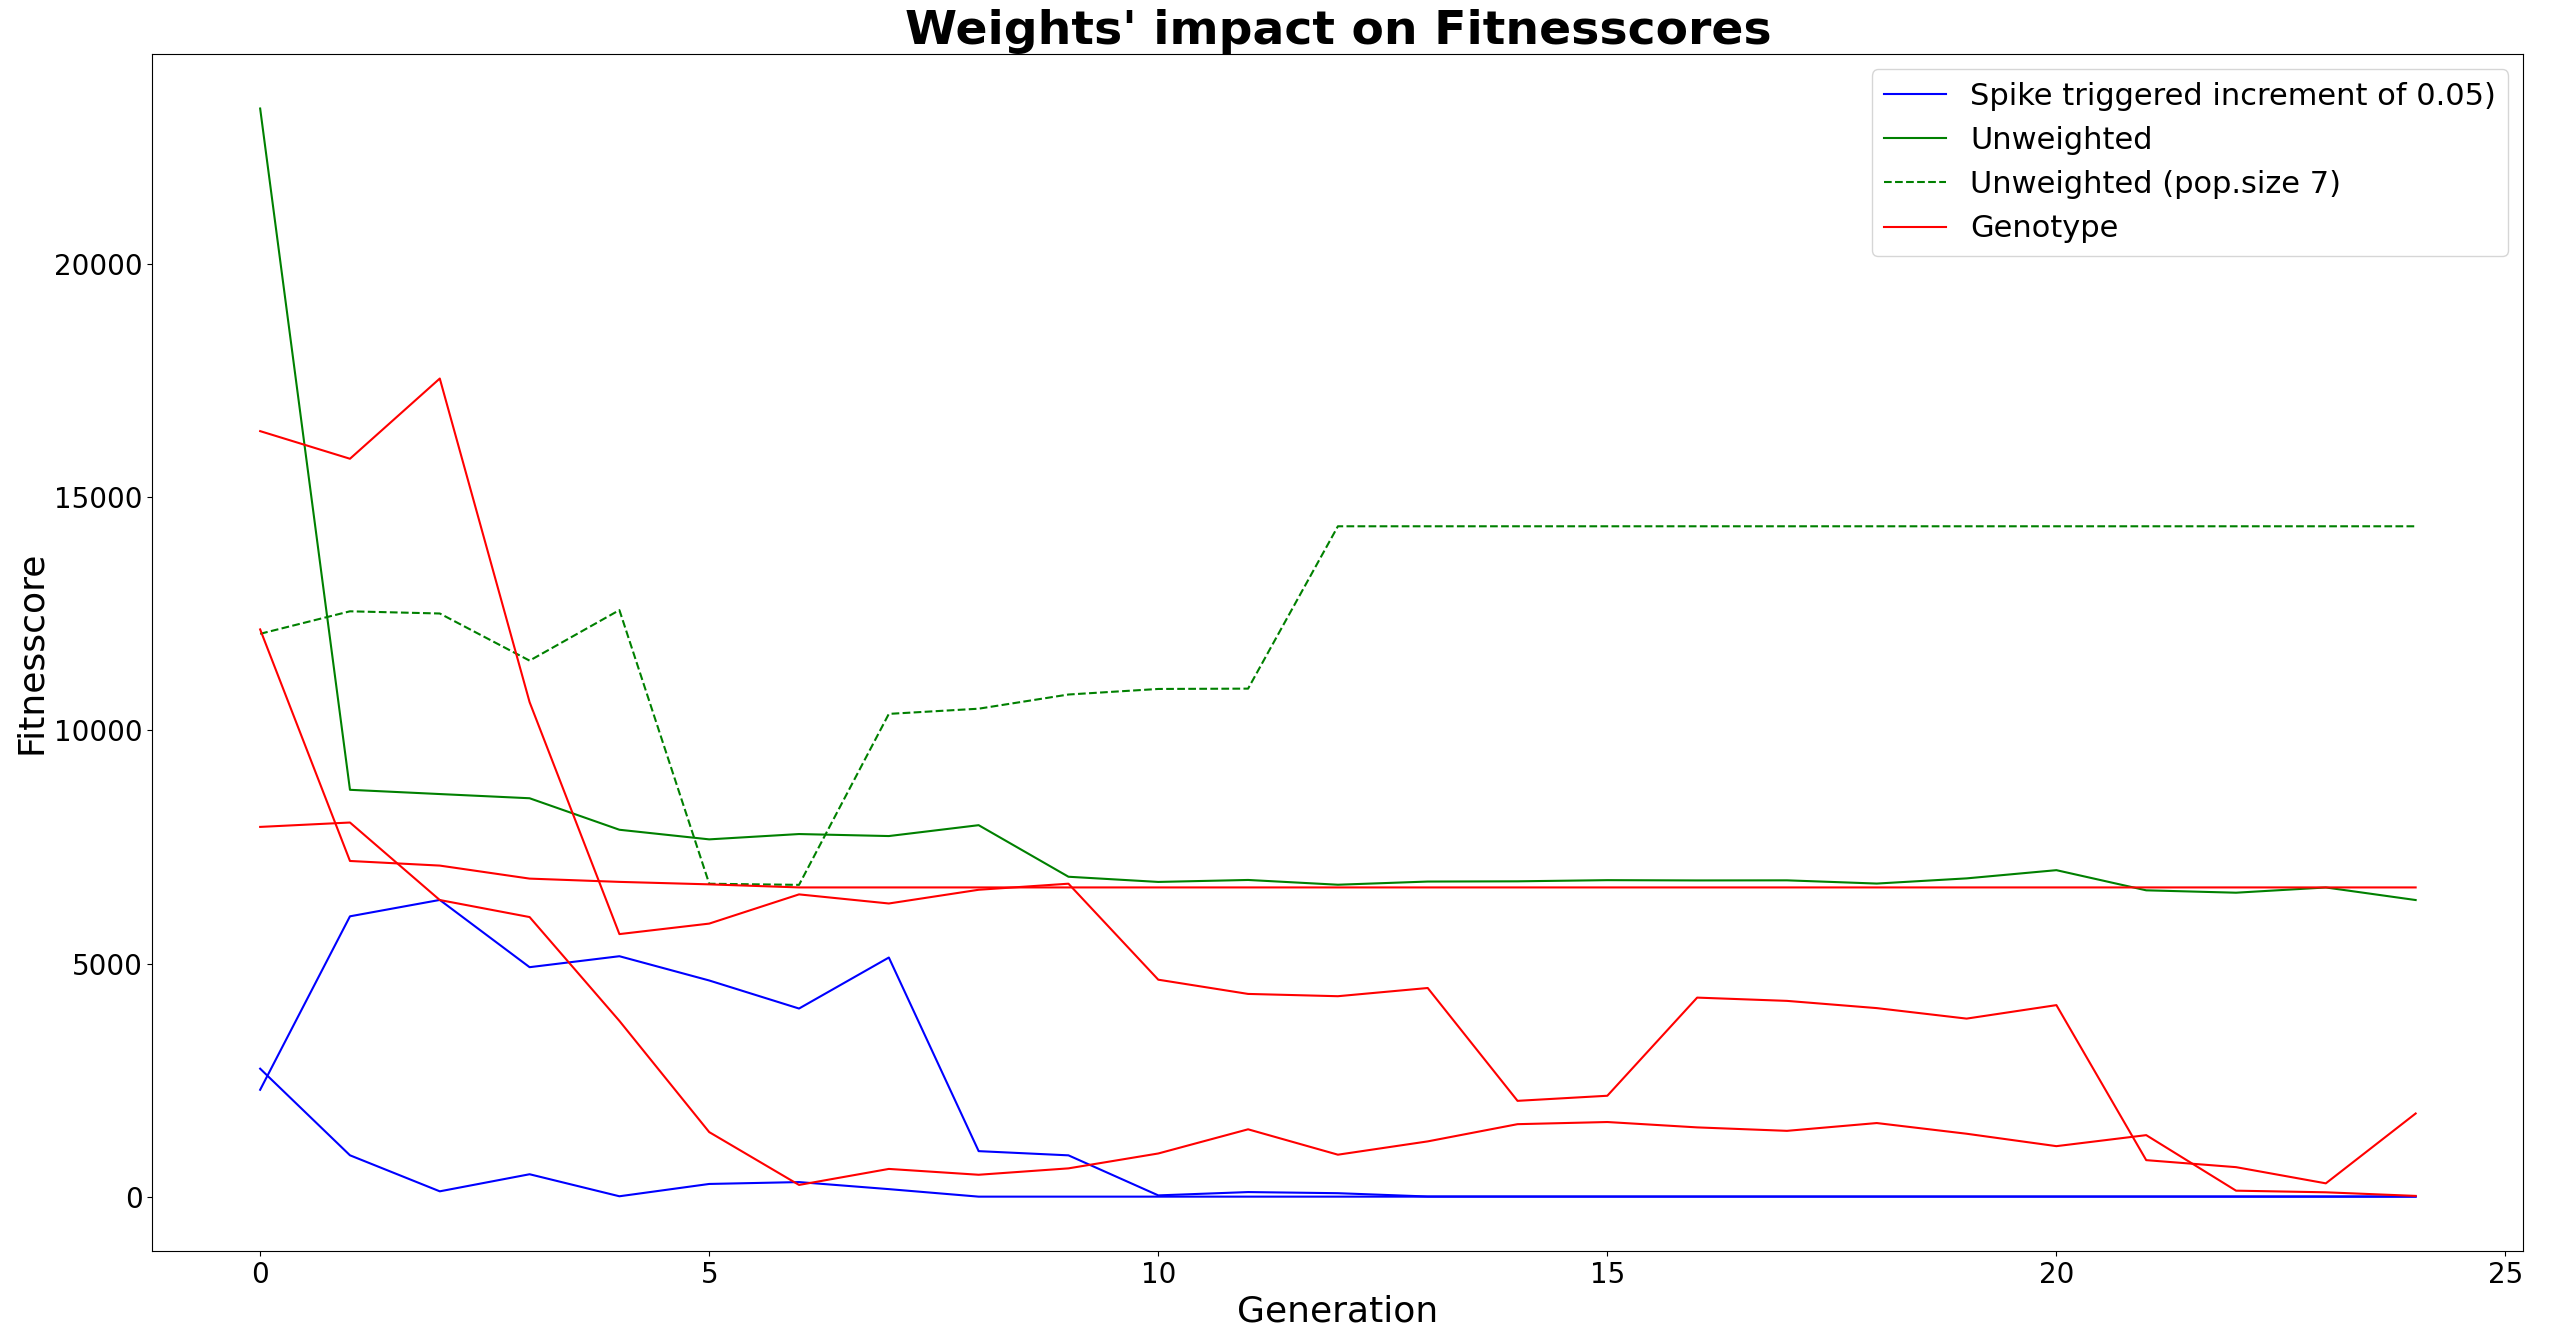 Weights' impact on Fitnesscores
Spike triggered increment of 0.05)
Unweighted
Unweighted (pop.size 7)
Genotype
Fitnesscore
20000
15000
10000
5000
0
0 5 10 15 20 25
Generation